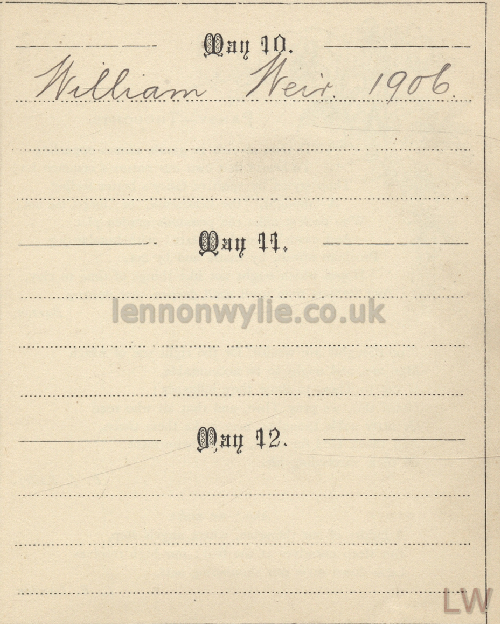 May 10.
William Weir. 1906.
May 11.
lennonwylie.co.uk
May 12.
LW